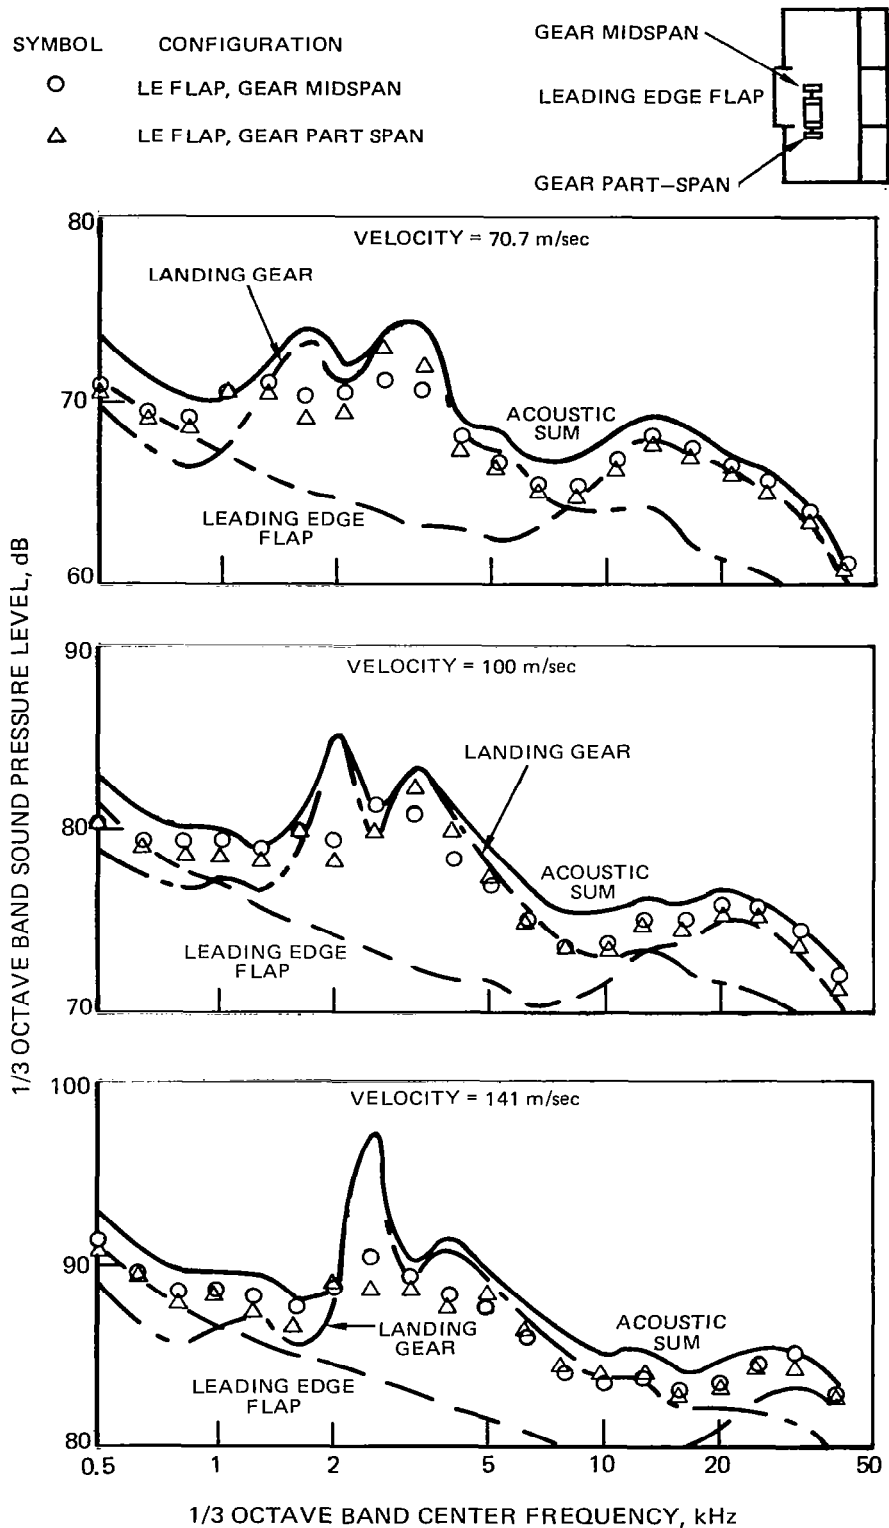 SYMBOL CONFIGURATION
LE FLAP, GEAR MIDSPAN
LE FLAP, GEAR PART SPAN
GEAR MIDSPAN
LEADING EDGE FLAP
GEAR PART-SPAN
1/3 OCTAVE BAND SOUND PRESSURE LEVEL, dB
80
70
60
VELOCITY = 70.7 m/sec
LANDING GEAR
ACOUSTIC
SUM
LEADING EDGE
FLAP
90
80
70
VELOCITY = 100 m/sec
LANDING GEAR
ACOUSTIC
SUM
LEADING EDGE
FLAP
100
90
80
VELOCITY = 141 m/sec
LANDING
GEAR
ACOUSTIC
SUM
LEADING EDGE
FLAP
0.5 1 2 5 10 20 50
1/3 OCTAVE BAND CENTER FREQUENCY, kHz